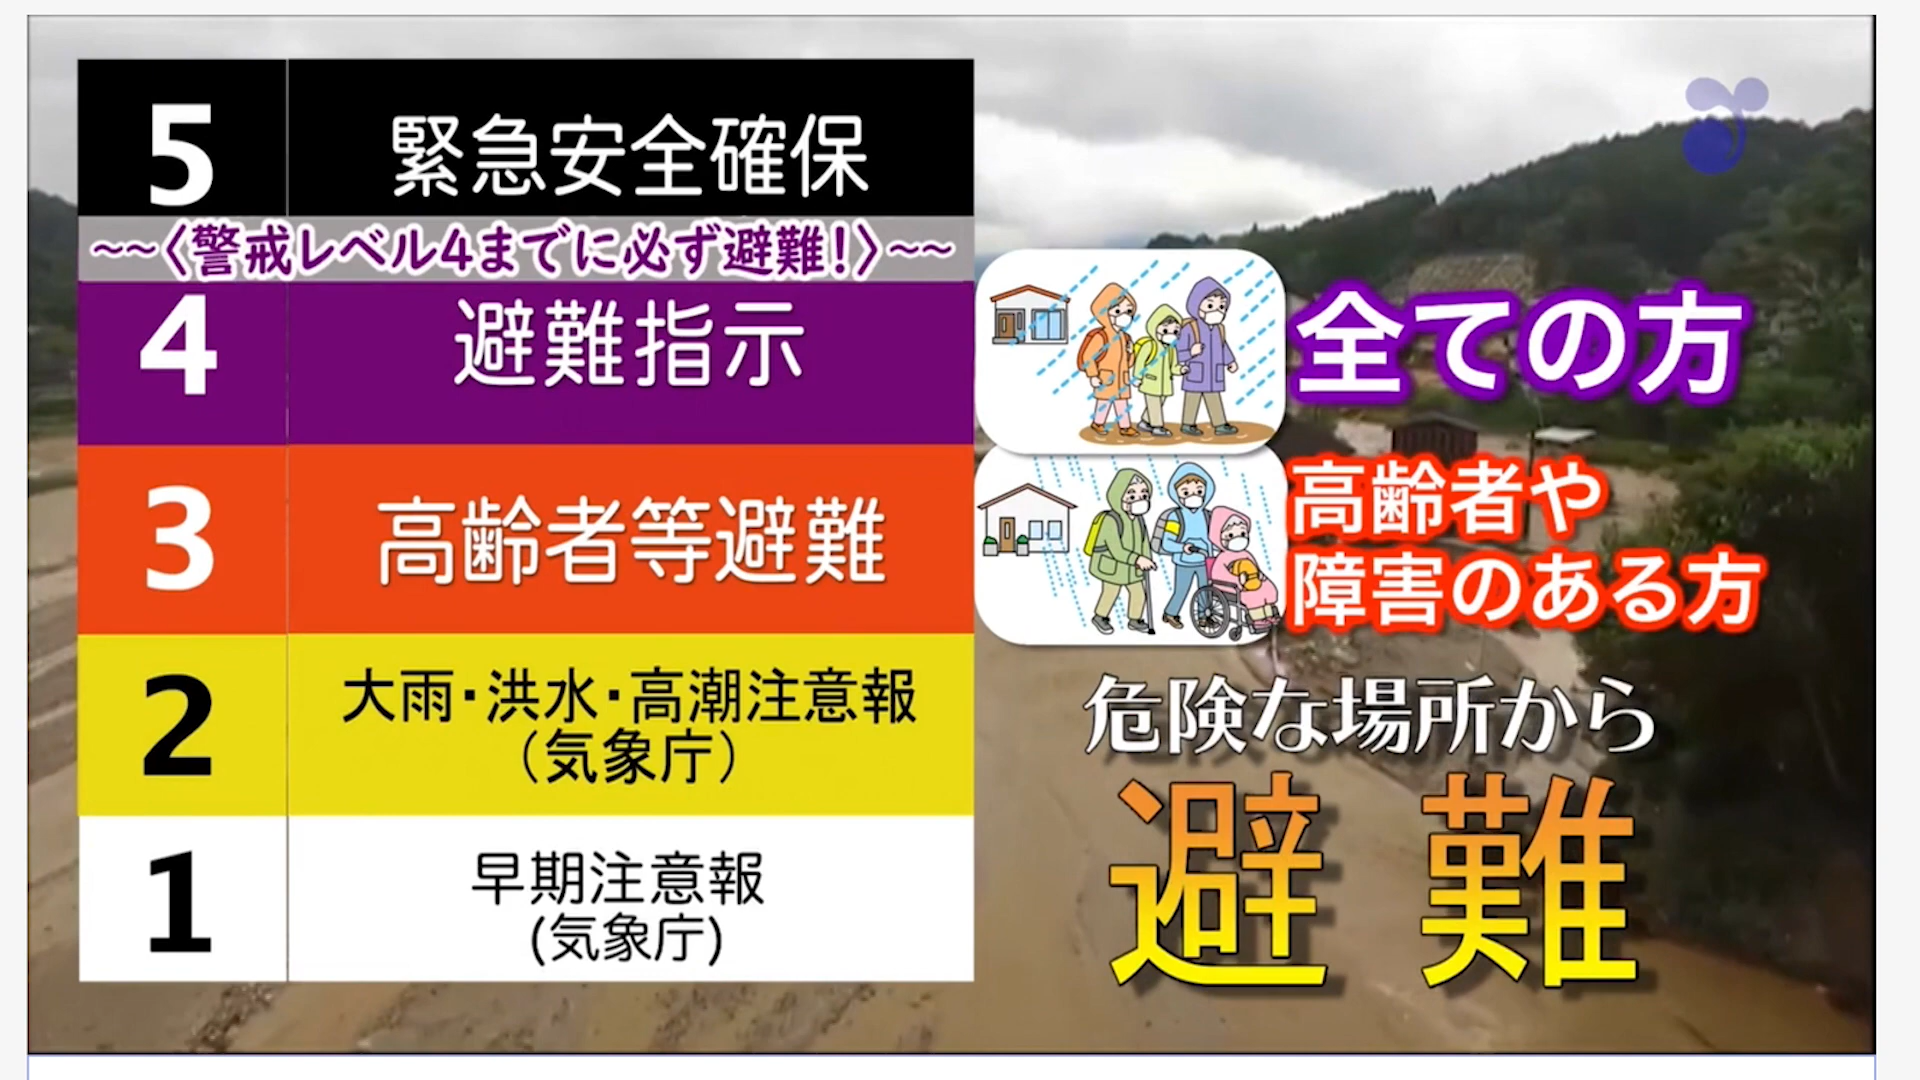 5 緊急安全確保
~~〈警戒レベル4までに必ず避難!〉~~
4 避難指示
全ての方
3 高齢者等避難
高齢者や
障害のある方
2 大雨・洪水・高潮注意報
(気象庁)
1 早期注意報
(気象庁)
危険な場所から
避難